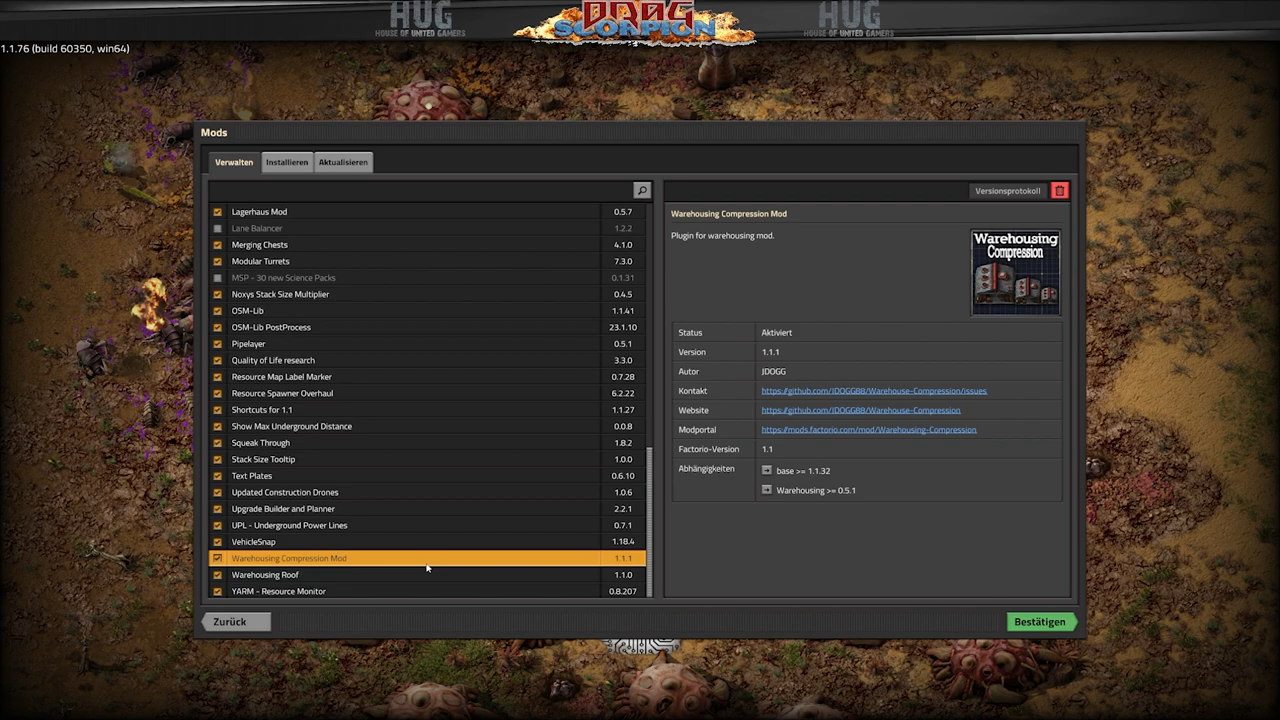 HUG
HOUSE OF UNITED GAMERS
DRAG
SCORPION
HUG
HOUSE OF UNITED GAMERS
1.1.76 (build 60350, win64)
Mods
Verwalten Installieren Aktualisieren
Lagerhaus Mod 0.5.7
Lane Balancer 1.2.2
Merging Chests 4.1.0
Modular Turrets 7.3.0
MSP - 30 new Science Packs 0.1.31
Noxys Stack Size Multiplier 0.4.5
OSM-Lib 1.1.41
OSM-Lib PostProcess 23.1.10
Pipelayer 0.5.1
Quality of Life research 3.3.0
Resource Map Label Marker 0.7.28
Resource Spawner Overhaul 6.2.22
Shortcuts for 1.1 1.1.27
Show Max Underground Distance 0.0.8
Squeak Through 1.8.2
Stack Size Tooltip 1.0.0
Text Plates 0.6.10
Updated Construction Drones 1.0.6
Upgrade Builder and Planner 2.2.1
UPL - Underground Power Lines 0.7.1
VehicleSnap 1.18.4
Warehousing Compression Mod 1.1.1
Warehousing Roof 1.1.0
YARM - Resource Monitor 0.8.207
Versionsprotokoll
Warehousing Compression Mod
Plugin for warehousing mod.
Warehousing
Compression
Status Aktiviert
Version 1.1.1
Autor JDOGG
Kontakt https://github.com/JDOGG88/Warehouse-Compression/issues
Website https://github.com/JDOGG88/Warehouse-Compression
Modportal https://mods.factorio.com/mod/Warehousing-Compression
Factorio-Version 1.1
Abhängigkeiten base >= 1.1.32
Warehousing >= 0.5.1
Zurück
Bestätigen